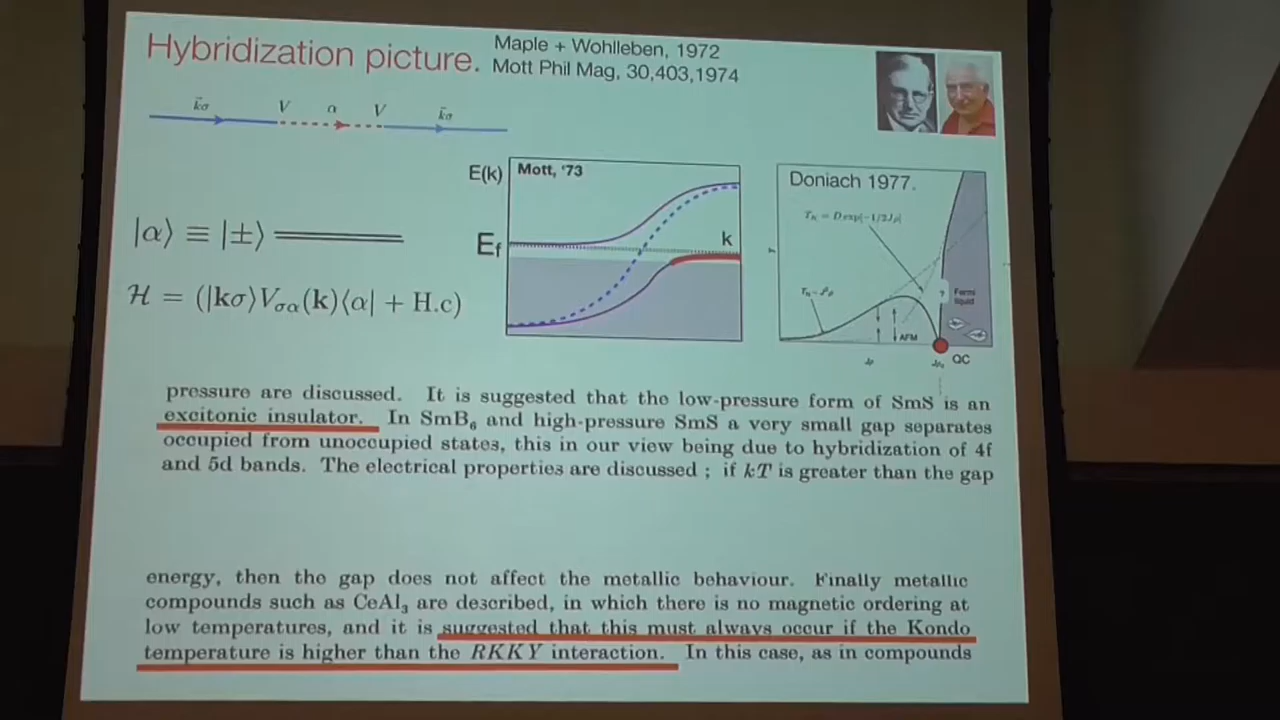 Hybridization picture.
Maple + Wohlleben, 1972
Mott Phil Mag, 30,403,1974
k⃗σ V α V k⃗σ
|α⟩ ≡ |±⟩
ℋ = (|kσ⟩V_σα(k)⟨α| + H.c)
E(k)
Mott, '73
E_f
k
Doniach 1977.
T
?
Fermi
liquid
AFM
QC
pressure are discussed. It is suggested that the low-pressure form of SmS is an
excitonic insulator. In SmB₆ and high-pressure SmS a very small gap separates
occupied from unoccupied states, this in our view being due to hybridization of 4f
and 5d bands. The electrical properties are discussed ; if kT is greater than the gap
energy, then the gap does not affect the metallic behaviour. Finally metallic
compounds such as CeAl₃ are described, in which there is no magnetic ordering at
low temperatures, and it is suggested that this must always occur if the Kondo
temperature is higher than the RKKY interaction. In this case, as in compounds